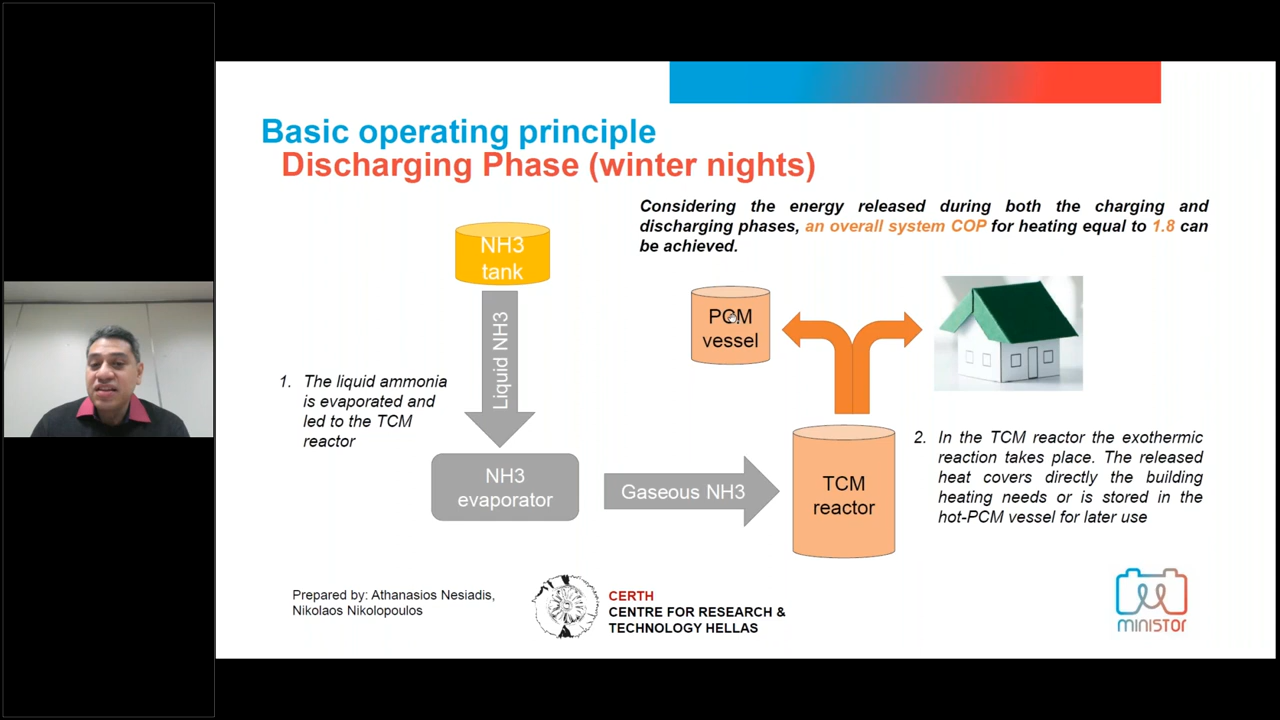 Basic operating principle
Discharging Phase (winter nights)
Considering the energy released during both the charging and
discharging phases, an overall system COP for heating equal to 1.8 can
be achieved.
NH3
tank
Liquid NH3
PCM
vessel
1. The liquid ammonia
is evaporated and
led to the TCM
reactor
NH3
evaporator
Gaseous NH3
TCM
reactor
2. In the TCM reactor the exothermic
reaction takes place. The released
heat covers directly the building
heating needs or is stored in the
hot-PCM vessel for later use
Prepared by: Athanasios Nesiadis,
Nikolaos Nikolopoulos
CERTH
CENTRE FOR RESEARCH &
TECHNOLOGY HELLAS
MINISTOR